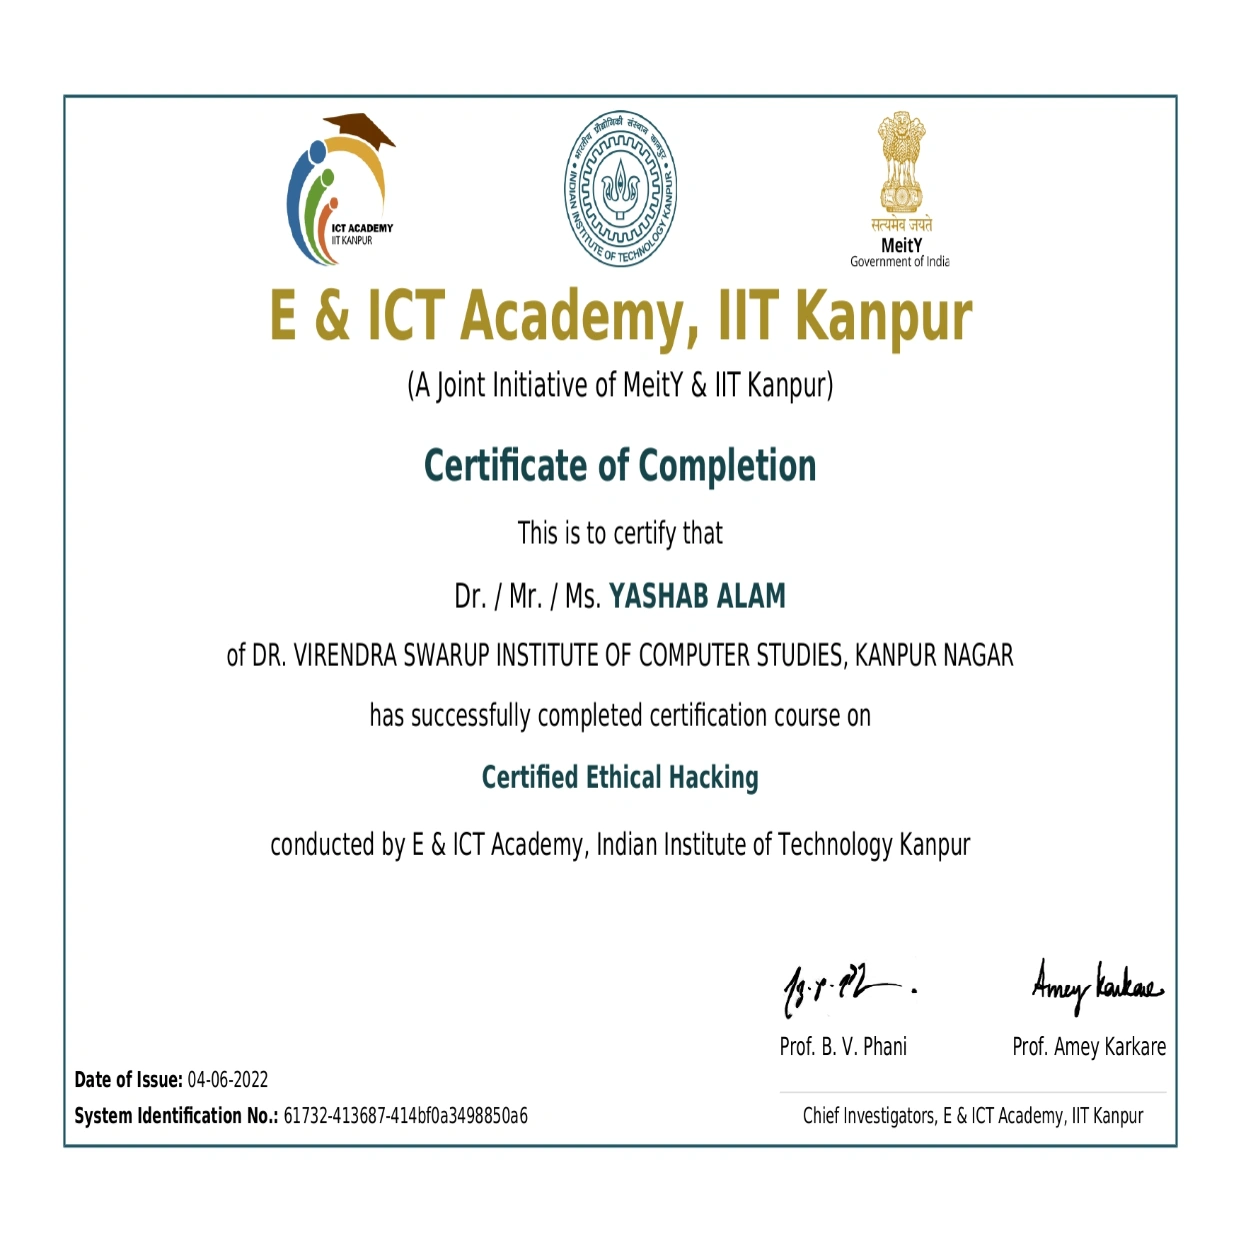 ICT ACADEMY
IIT KANPUR
भारतीय प्रौद्योगिकी संस्थान कानपुर
INDIAN INSTITUTE OF TECHNOLOGY KANPUR
सत्यमेव जयते
MeitY
Government of India
E & ICT Academy, IIT Kanpur
(A Joint Initiative of MeitY & IIT Kanpur)
Certificate of Completion
This is to certify that
Dr. / Mr. / Ms. YASHAB ALAM
of DR. VIRENDRA SWARUP INSTITUTE OF COMPUTER STUDIES, KANPUR NAGAR
has successfully completed certification course on
Certified Ethical Hacking
conducted by E & ICT Academy, Indian Institute of Technology Kanpur
Amey Karkare
Prof. B. V. Phani
Prof. Amey Karkare
Date of Issue: 04-06-2022
System Identification No.: 61732-413687-414bf0a3498850a6
Chief Investigators, E & ICT Academy, IIT Kanpur